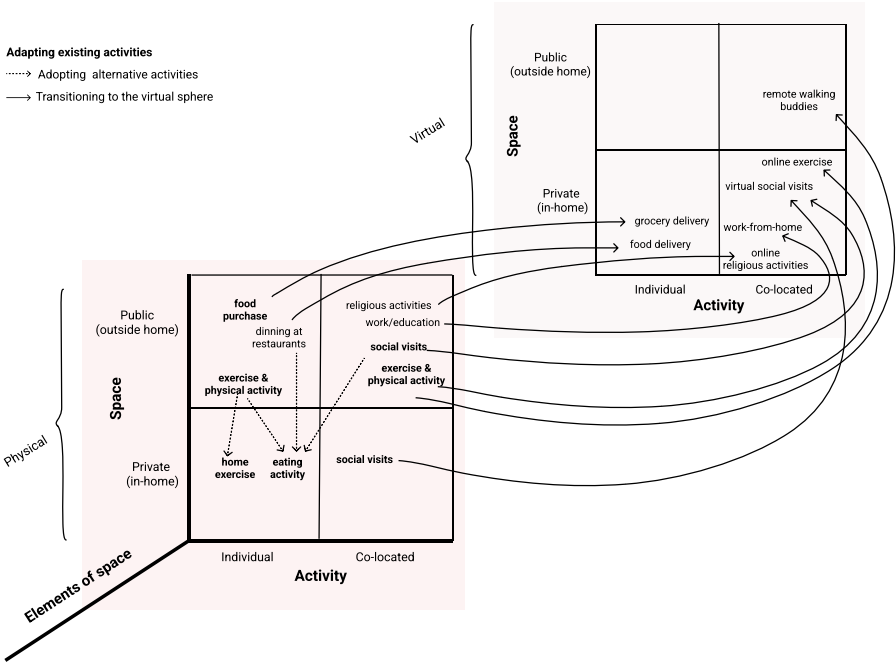 Adapting existing activities
Adopting alternative activities
Transitioning to the virtual sphere
Virtual
Space
Public
(outside home)
Private
(in-home)
remote walking
buddies
online exercise
virtual social visits
grocery delivery
work-from-home
food delivery
online
religious activities
Individual
Co-located
Activity
Physical
Space
Public
(outside home)
Private
(in-home)
food
purchase
dinning at
restaurants
religious activities
work/education
social visits
exercise &
physical activity
exercise &
physical activity
home
exercise
eating
activity
social visits
Individual
Co-located
Activity
Elements of space